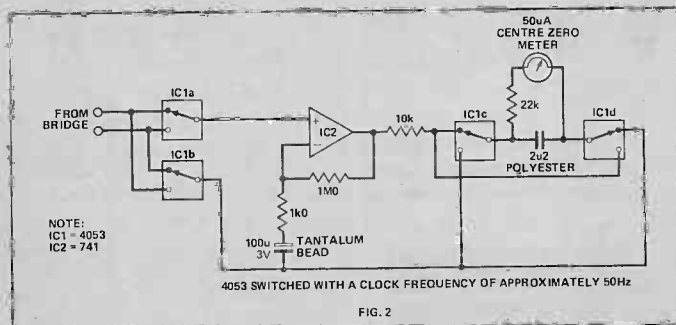 50uA
CENTRE ZERO
METER
IC1a
FROM
BRIDGE
IC1b
+
IC2
−
10k
IC1c
22k
IC1d
2u2
POLYESTER
1M0
1k0
100u
3V
TANTALUM
BEAD
NOTE:
IC1 = 4053
IC2 = 741
4053 SWITCHED WITH A CLOCK FREQUENCY OF APPROXIMATELY 50Hz
FIG. 2